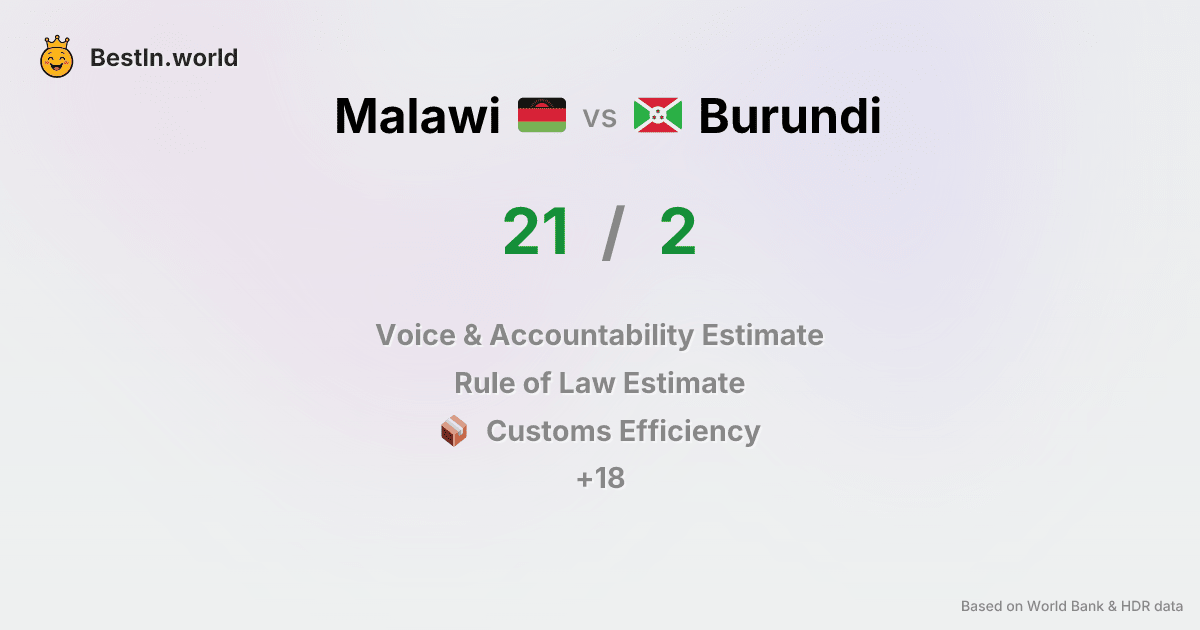 BestIn.world
Malawi vs Burundi
21 / 2
Voice & Accountability Estimate
Rule of Law Estimate
Customs Efficiency
+18
Based on World Bank & HDR data